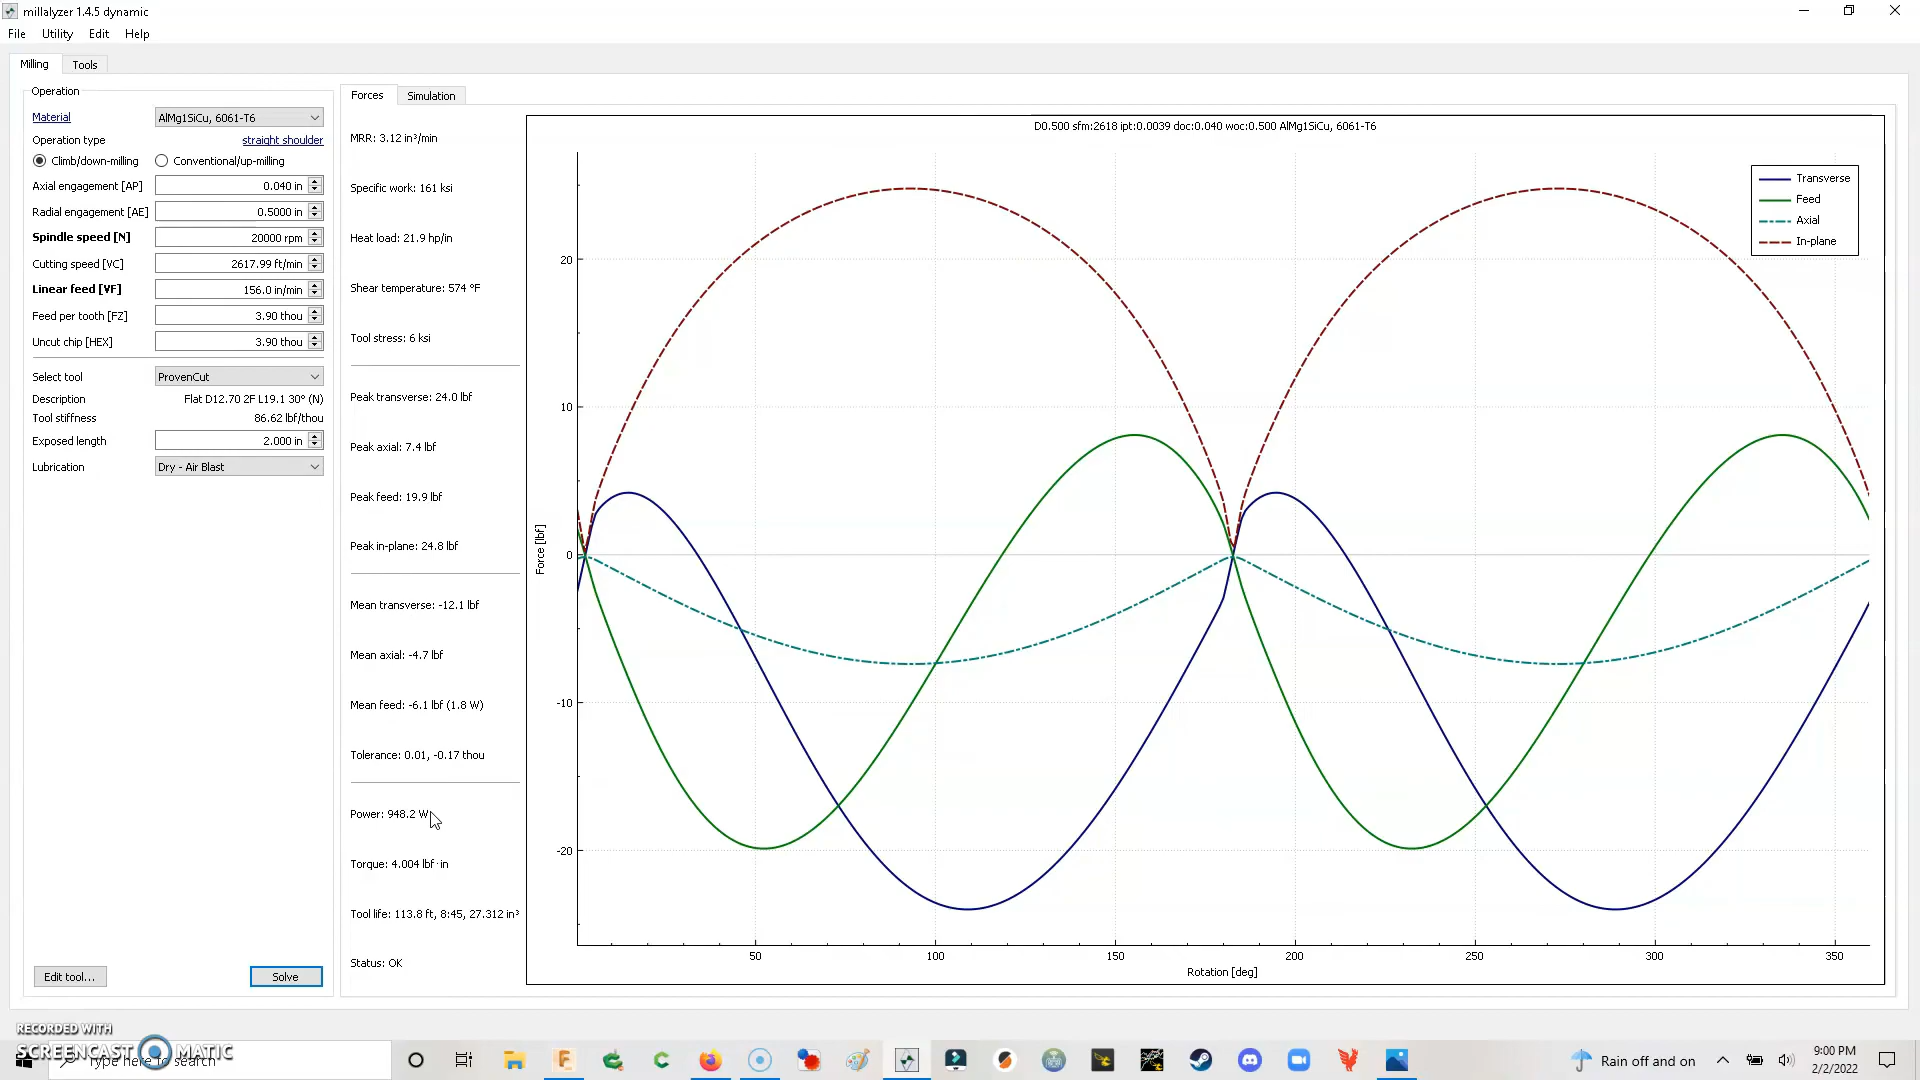 millalyzer 1.4.5 dynamic
File Utility Edit Help
Milling Tools
Operation
Material AlMg1SiCu, 6061-T6
Operation type straight shoulder
Climb/down-milling Conventional/up-milling
Axial engagement [AP] 0.040 in
Radial engagement [AE] 0.5000 in
Spindle speed [N] 20000 rpm
Cutting speed [VC] 2617.99 ft/min
Linear feed [VF] 156.0 in/min
Feed per tooth [FZ] 3.90 thou
Uncut chip [HEX] 3.90 thou
Select tool ProvenCut
Description Flat D12.70 2F L19.1 30° (N)
Tool stiffness 86.62 lbf/thou
Exposed length 2.000 in
Lubrication Dry - Air Blast
Edit tool... Solve
Forces Simulation
MRR: 3.12 in³/min
Specific work: 161 ksi
Heat load: 21.9 hp/in
Shear temperature: 574 °F
Tool stress: 6 ksi
Peak transverse: 24.0 lbf
Peak axial: 7.4 lbf
Peak feed: 19.9 lbf
Peak in-plane: 24.8 lbf
Mean transverse: -12.1 lbf
Mean axial: -4.7 lbf
Mean feed: -6.1 lbf (1.8 W)
Tolerance: 0.01, -0.17 thou
Power: 948.2 W
Torque: 4.004 lbf·in
Tool life: 113.8 ft, 8:45, 27.312 in³
Status: OK
D0.500 sfm:2618 ipt:0.0039 doc:0.040 woc:0.500 AlMg1SiCu, 6061-T6
Transverse
Feed
Axial
In-plane
20
10
0
-10
-20
Force [lbf]
50 100 150 200 250 300 350
Rotation [deg]
RECORDED WITH
SCREENCAST MATIC
Type here to search
Rain off and on
9:00 PM
2/2/2022